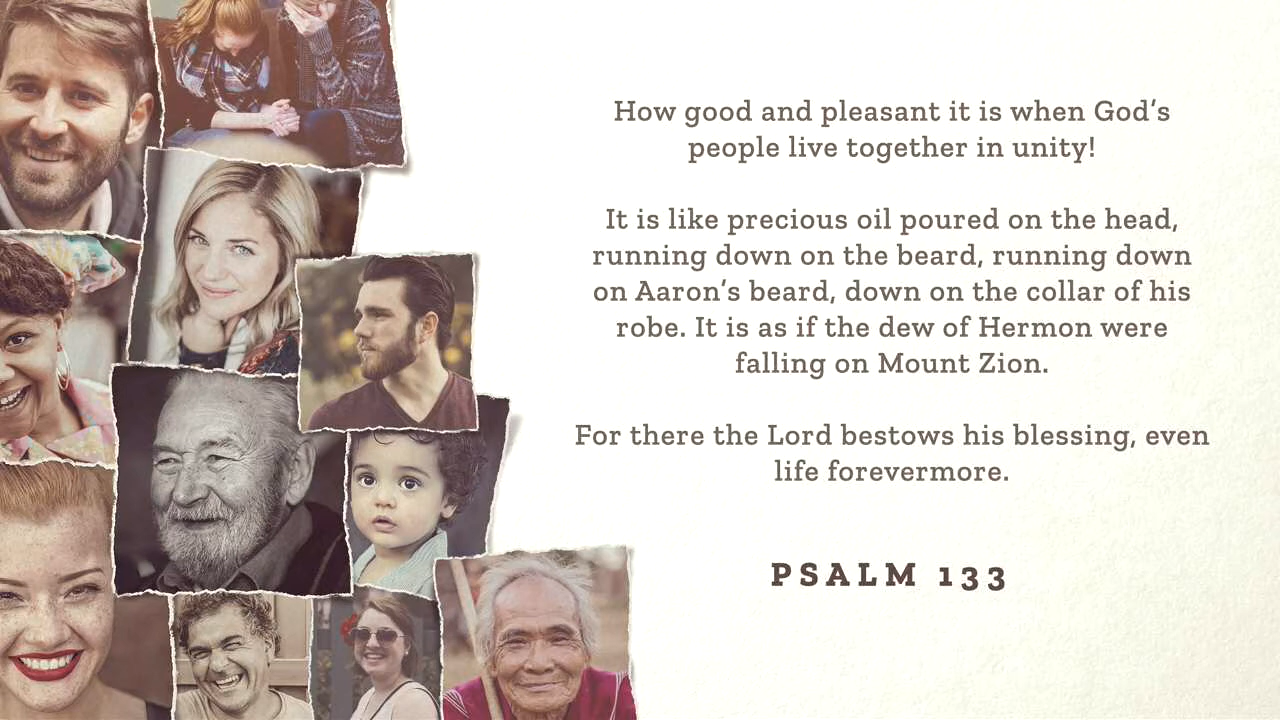 How good and pleasant it is when God’s
people live together in unity!
It is like precious oil poured on the head,
running down on the beard, running down
on Aaron’s beard, down on the collar of his
robe. It is as if the dew of Hermon were
falling on Mount Zion.
For there the Lord bestows his blessing, even
life forevermore.
PSALM 133